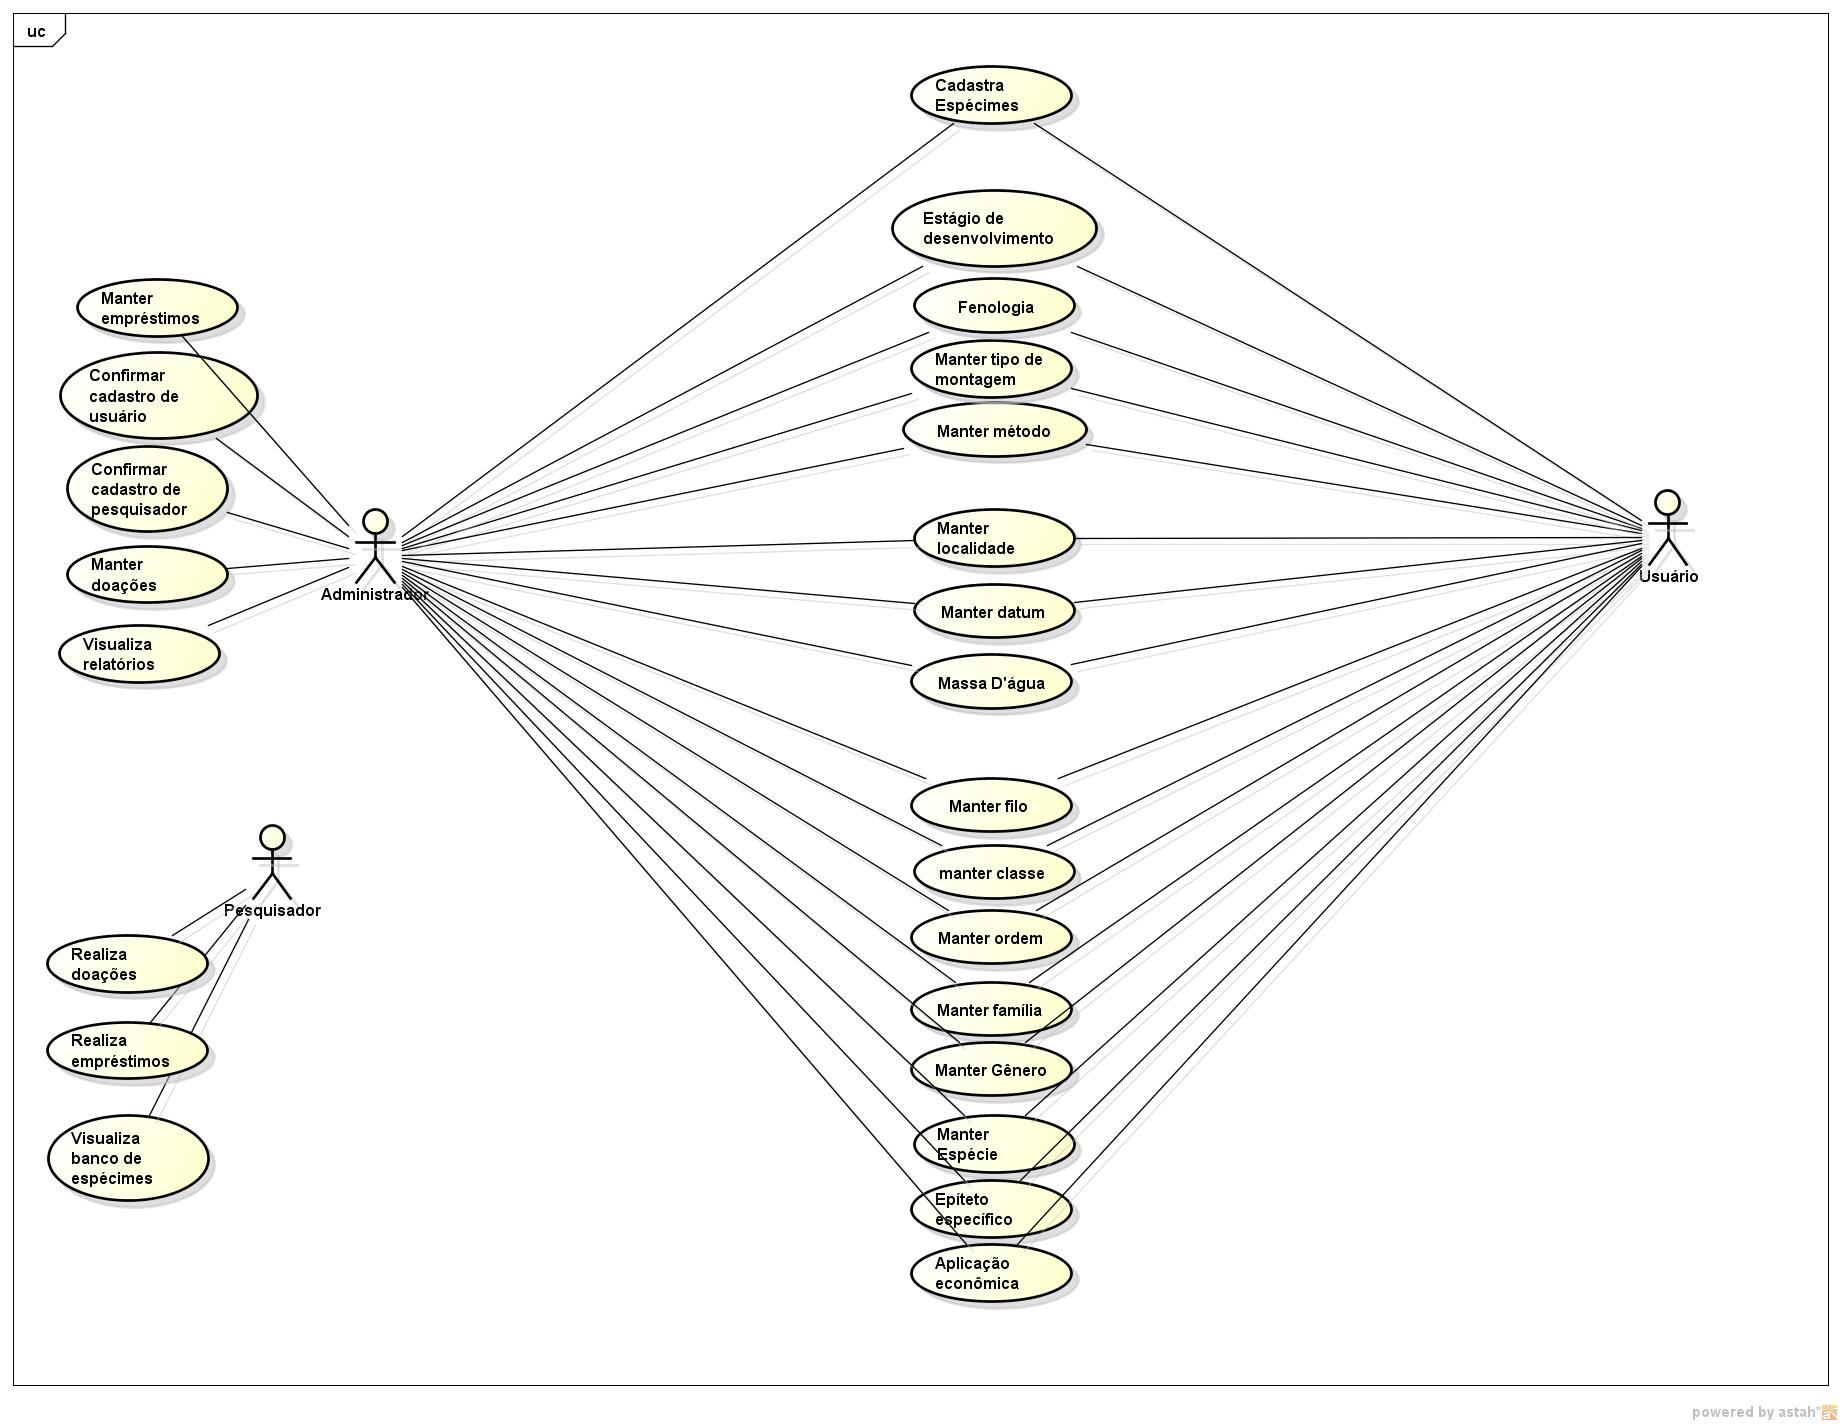 uc
Cadastra
Espécimes
Estágio de
desenvolvimento
Fenologia
Manter tipo de
montagem
Manter método
Manter
localidade
Manter datum
Massa D'água
Manter filo
manter classe
Manter ordem
Manter família
Manter Gênero
Manter
Espécie
Epíteto
específico
Aplicação
econômica
Manter
empréstimos
Confirmar
cadastro de
usuário
Confirmar
cadastro de
pesquisador
Manter
doações
Visualiza
relatórios
Administrador
Usuário
Pesquisador
Realiza
doações
Realiza
empréstimos
Visualiza
banco de
espécimes
powered by astah*